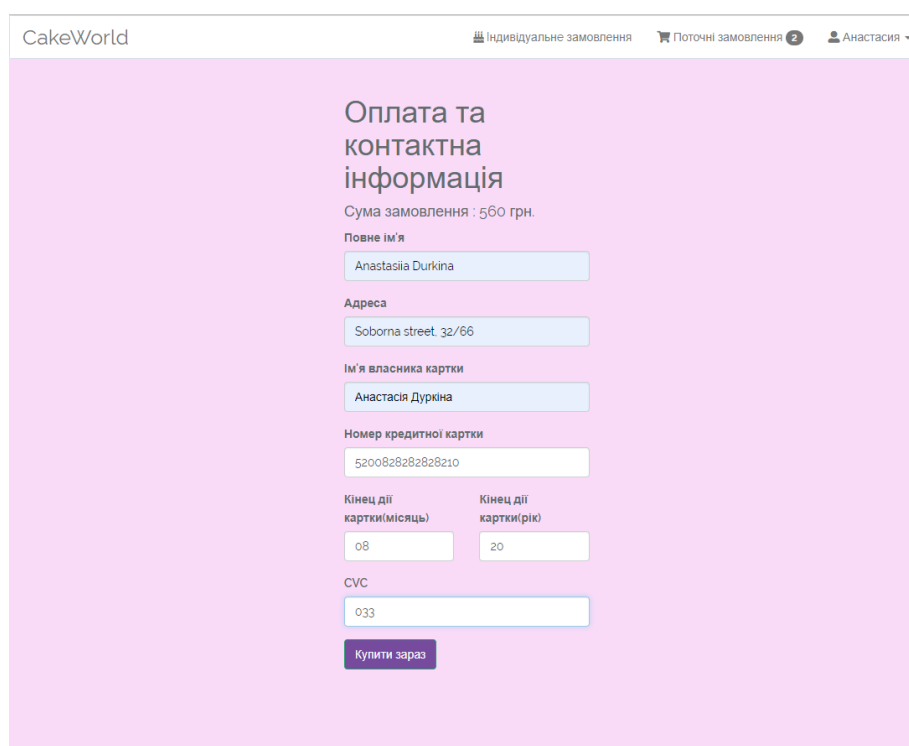 CakeWorld Індивідуальне замовлення Поточні замовлення 2 Анастасия
Оплата та
контактна
інформація
Сума замовлення : 560 грн.
Повне ім'я
Anastasiia Durkina
Адреса
Soborna street, 32/66
Ім'я власника картки
Анастасія Дуркіна
Номер кредитної картки
5200828282828210
Кінец дії Кінец дії
картки(місяць) картки(рік)
08 20
CVC
033
Купити зараз